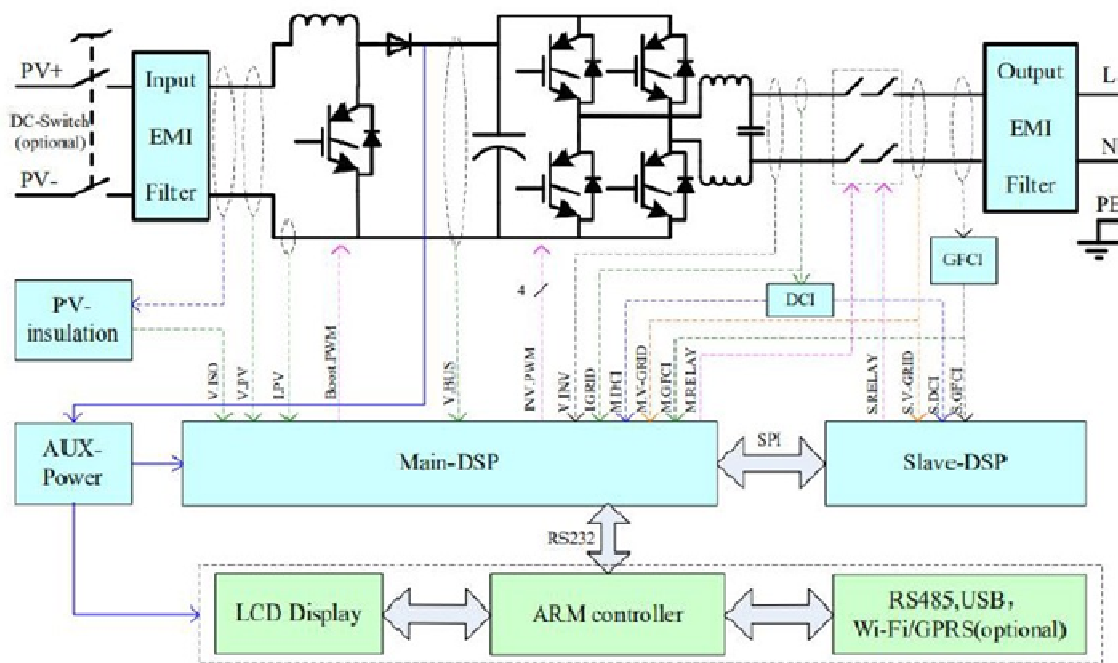 PV+
DC-Switch
(optional)
PV-
Input
EMI
Filter
Output
EMI
Filter
L
N
PE
GFCI
DCI
PV-
insulation
4
V.ISO
V.PV
I.PV
Boost.PWM
V.BUS
INV.PWM
V.INV
I.GRID
M.V-GRID
M.GFCI
M.RELAY
S.RELAY
S.V-GRID
S.DCI
S.GFCI
AUX-
Power
Main-DSP
SPI
Slave-DSP
RS232
LCD Display
ARM controller
RS485,USB,
Wi-Fi/GPRS(optional)